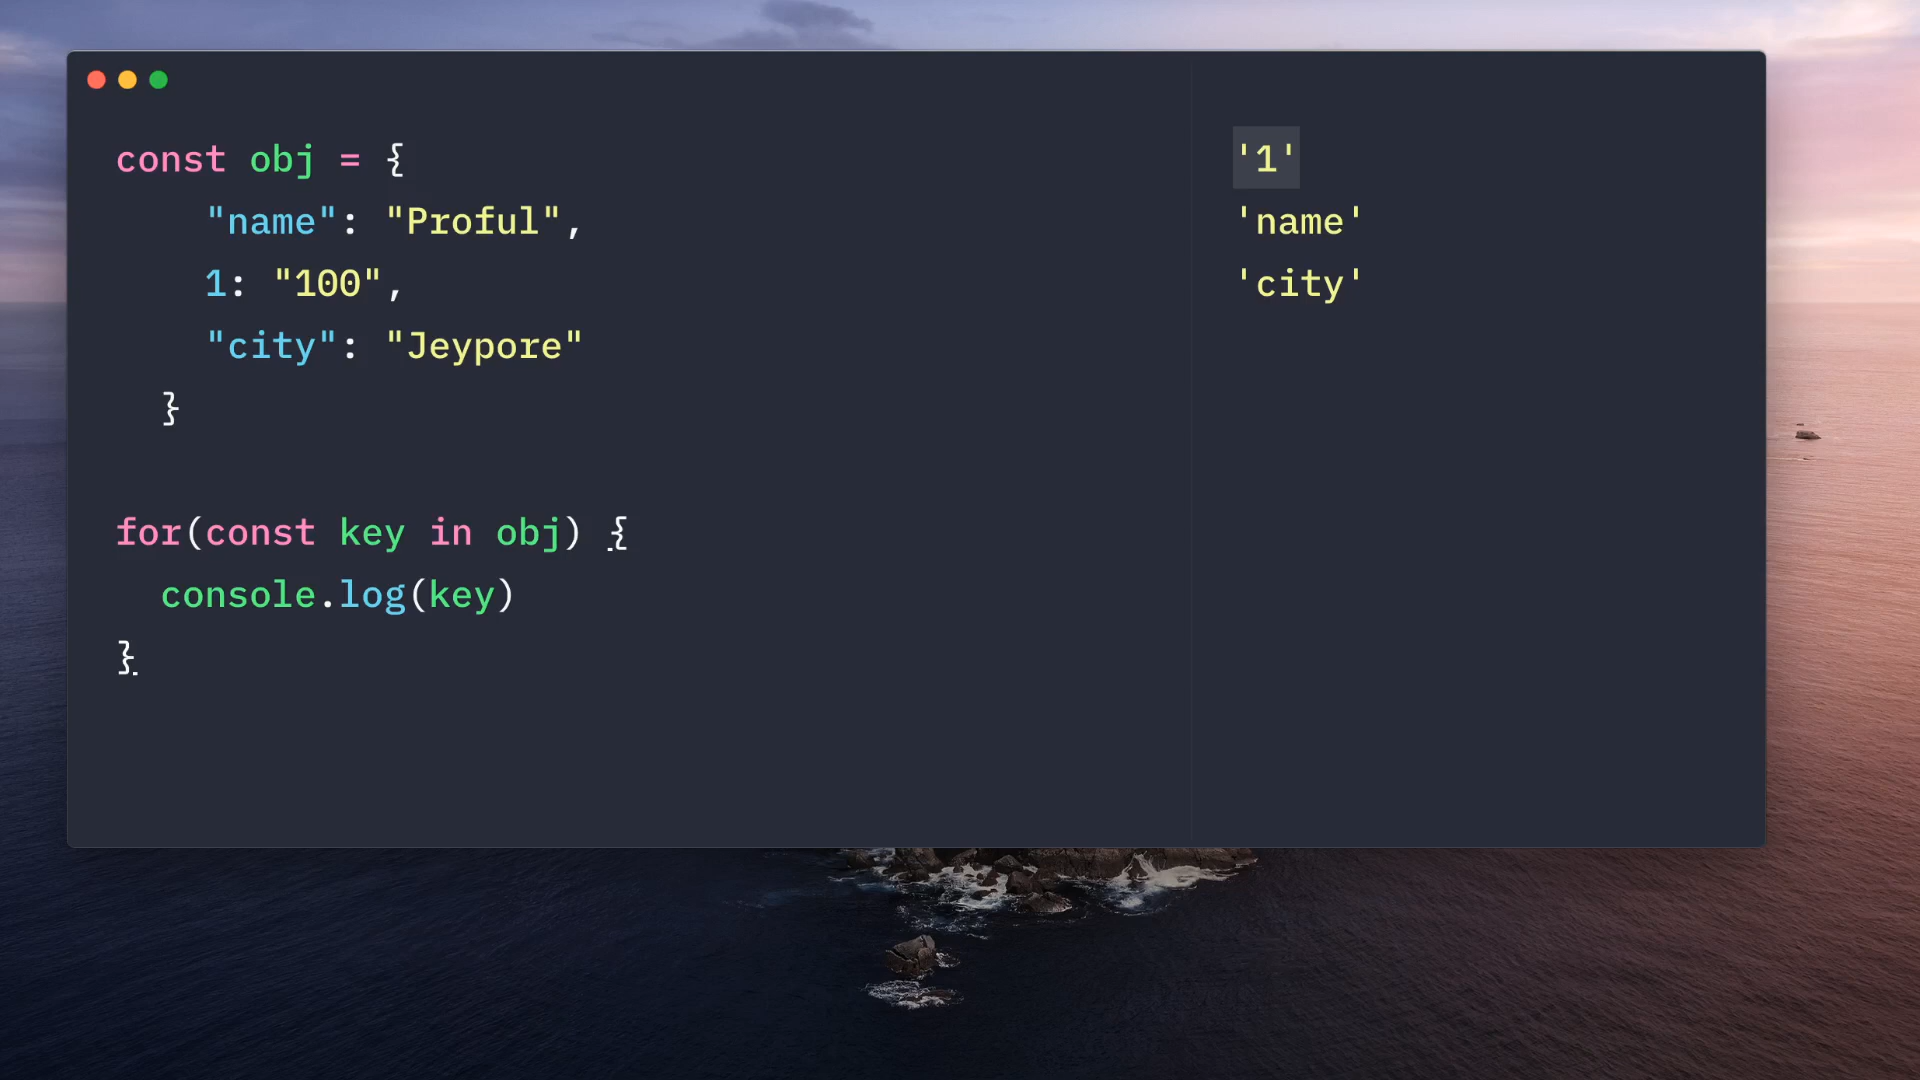 const obj = {
"name": "Proful",
1: "100",
"city": "Jeypore"
}
for(const key in obj) {
console.log(key)
}
'1'
'name'
'city'